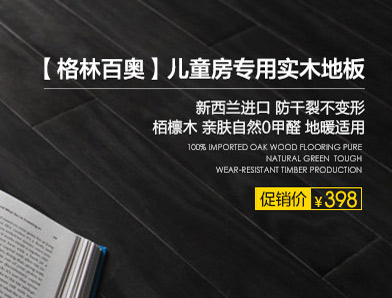 【格林百奥】儿童房专用实木地板
新西兰进口 防干裂不变形
栢檩木 亲肤自然0甲醛 地暖适用
100% IMPORTED OAK WOOD FLOORING PURE
NATURAL GREEN TOUGH
WEAR-RESISTANT TIMBER PRODUCTION
促销价 ¥398